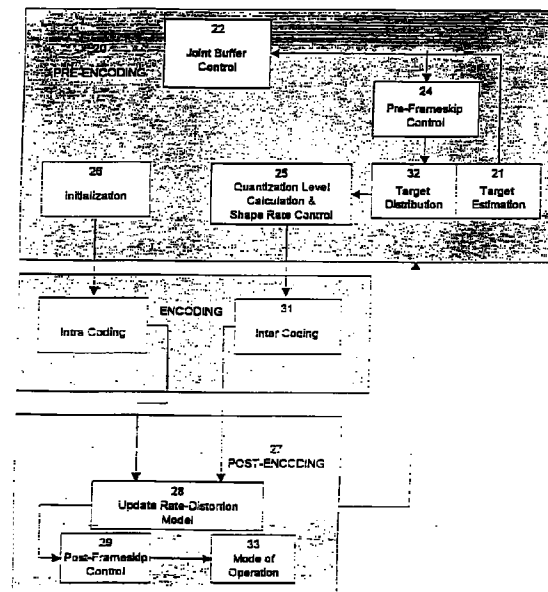 22
Joint Buffer
Control
20
PRE-ENCODING
24
Pre-Frameskip
Control
26
Initialization
25
Quantization Level
Calculation &
Shape Rate Control
32
Target
Distribution
21
Target
Estimation
ENCODING
Intra Coding
31
Inter Coding
27
POST-ENCODING
28
Update Rate-Distortion
Model
29
Post-Frameskip
Control
33
Mode of
Operation